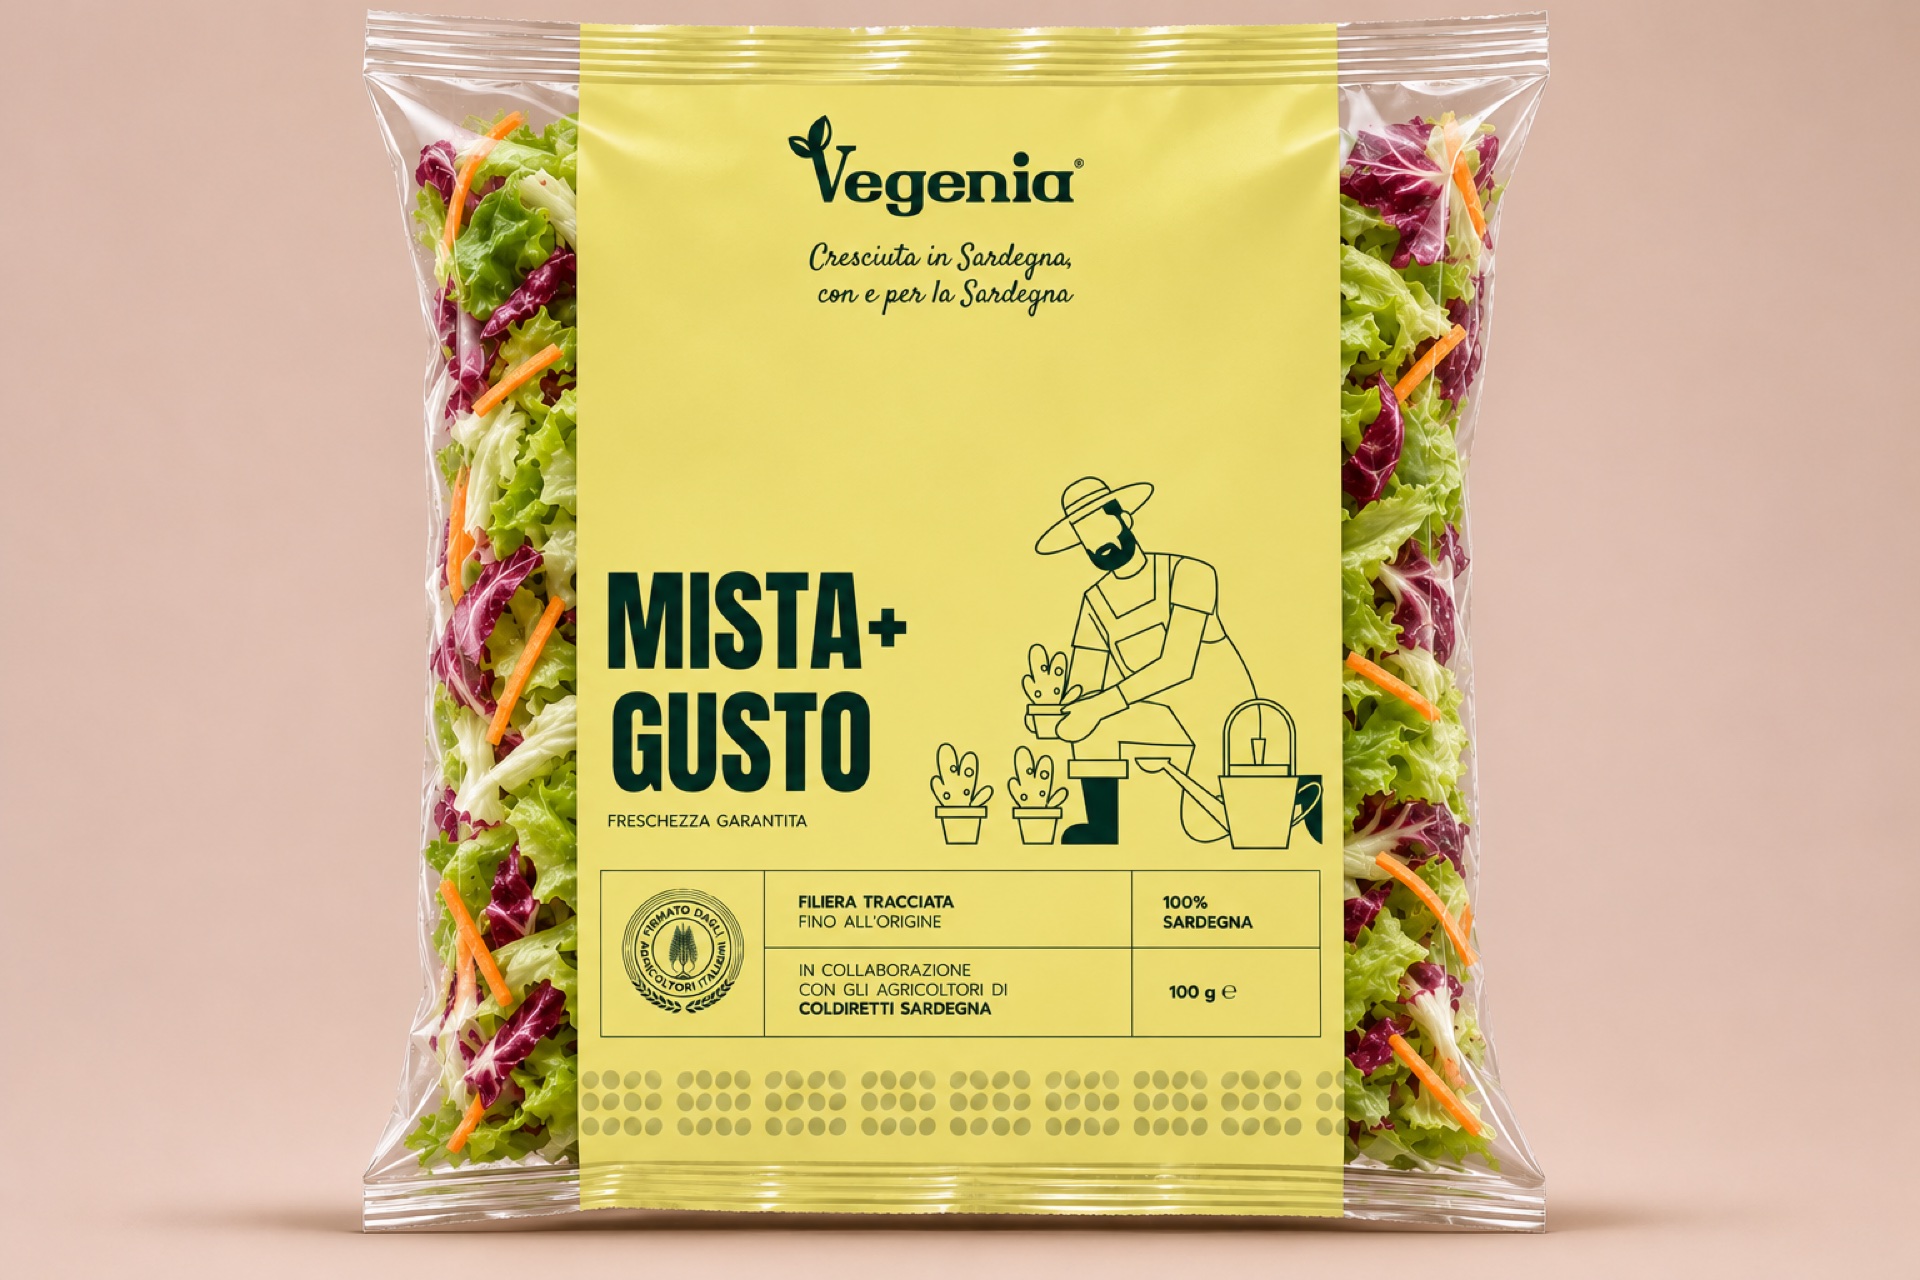 Vegenia®
Cresciuta in Sardegna,
con e per la Sardegna
MISTA+
GUSTO
FRESCHEZZA GARANTITA
FIRMATO DAGLI
AGRICOLTORI ITALIANI
FILIERA TRACCIATA
FINO ALL'ORIGINE
100%
SARDEGNA
IN COLLABORAZIONE
CON GLI AGRICOLTORI DI
COLDIRETTI SARDEGNA
100 g ℮